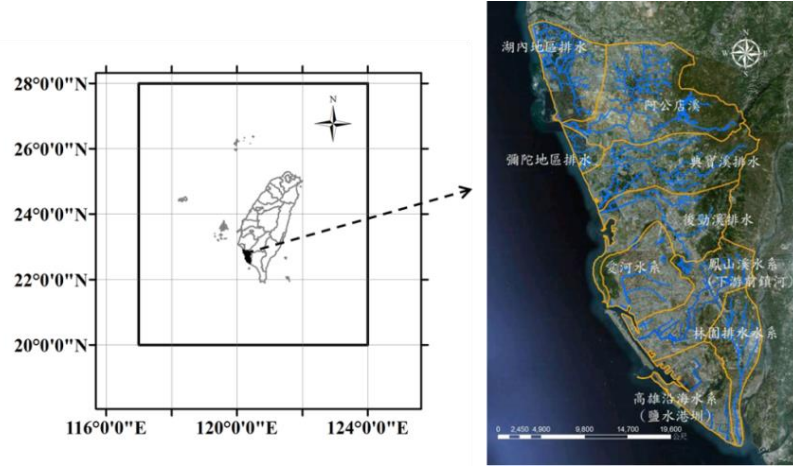 28°0'0"N
26°0'0"N
24°0'0"N
22°0'0"N
20°0'0"N
116°0'0"E
120°0'0"E
124°0'0"E
N
N
W
E
S
湖內地區排水
阿公店溪
彌陀地區排水
典寶溪排水
後勁溪排水
愛河水系
鳳山溪水系
(下游前鎮河)
林園排水水系
高雄沿海水系
(鹽水港圳)
0 2,450 4,900 9,800 14,700 19,600
公尺